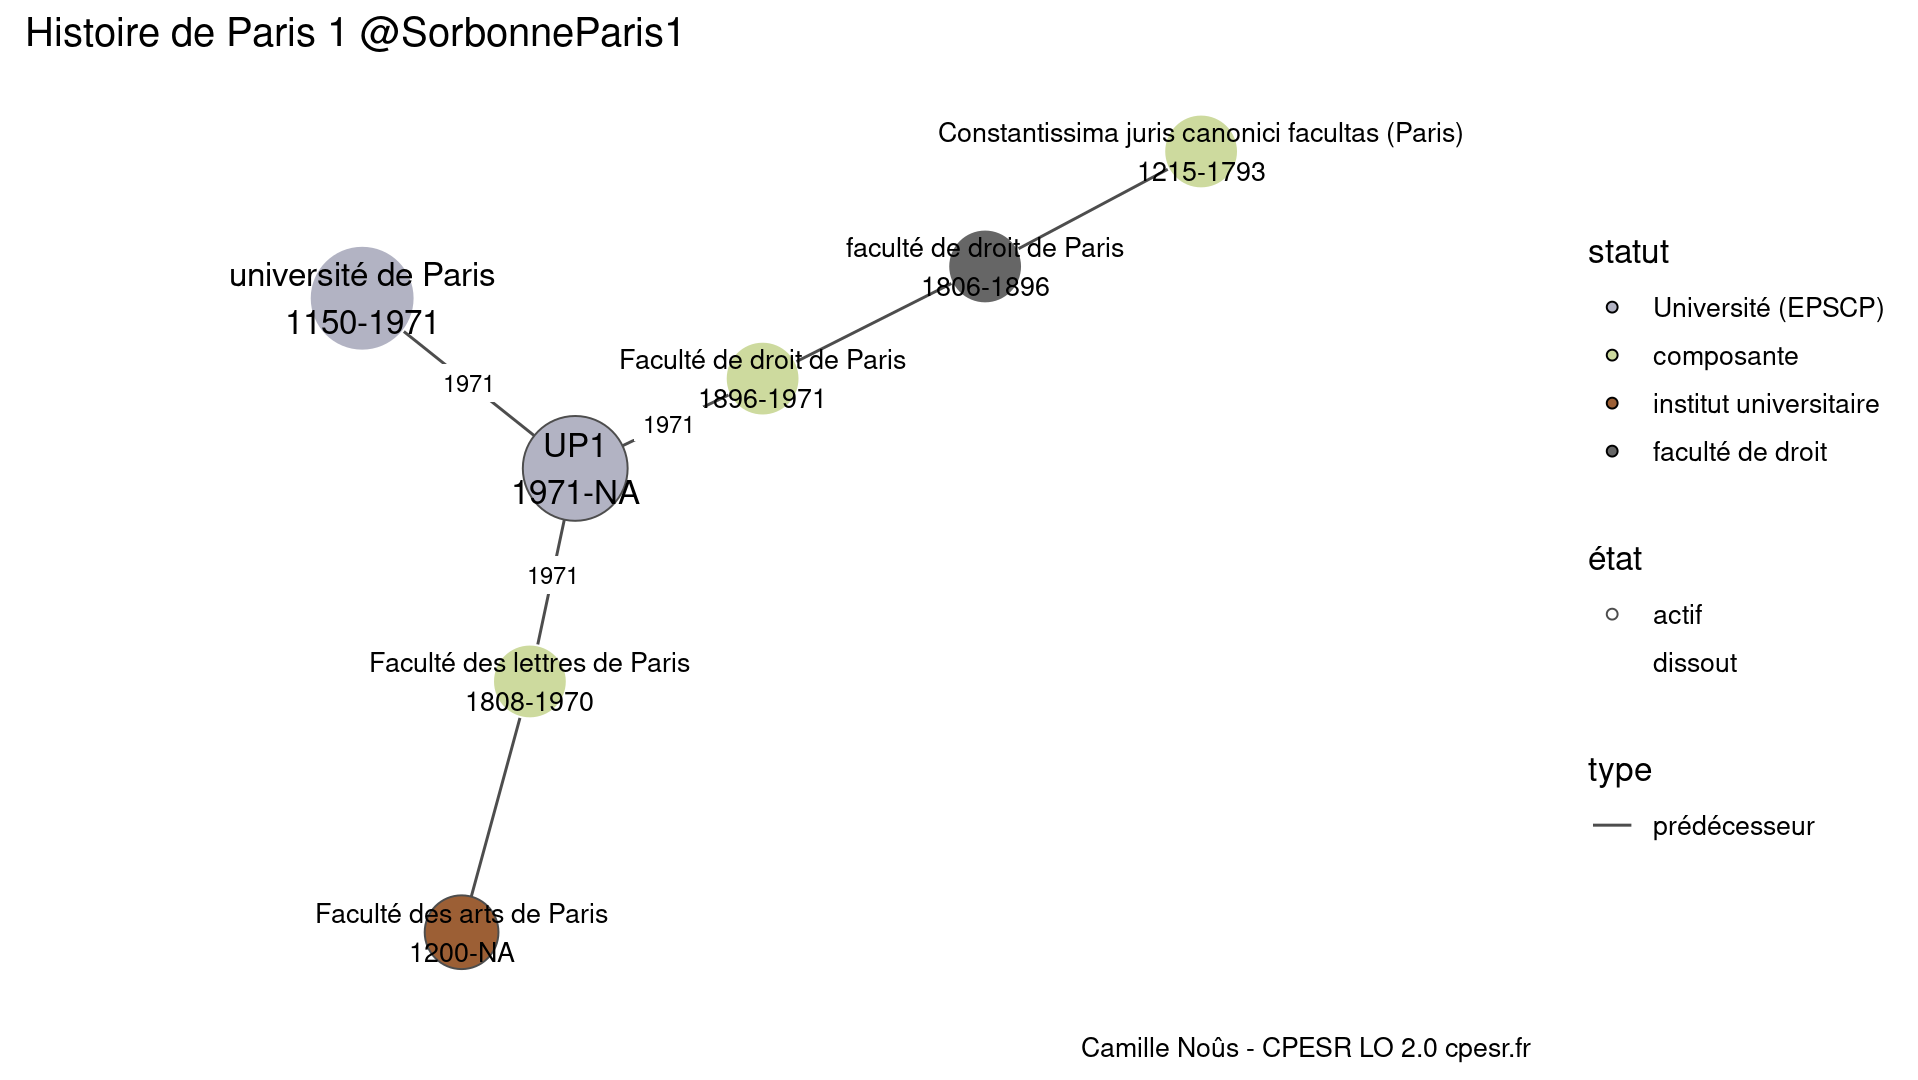 Histoire de Paris 1 @SorbonneParis1
Constantissima juris canonici facultas (Paris)
1215-1793
faculté de droit de Paris
1806-1896
université de Paris
1150-1971
Faculté de droit de Paris
1896-1971
1971
1971
UP1
1971-NA
1971
Faculté des lettres de Paris
1808-1970
Faculté des arts de Paris
1200-NA
statut
Université (EPSCP)
composante
institut universitaire
faculté de droit
état
actif
dissout
type
prédécesseur
Camille Noûs - CPESR LO 2.0 cpesr.fr